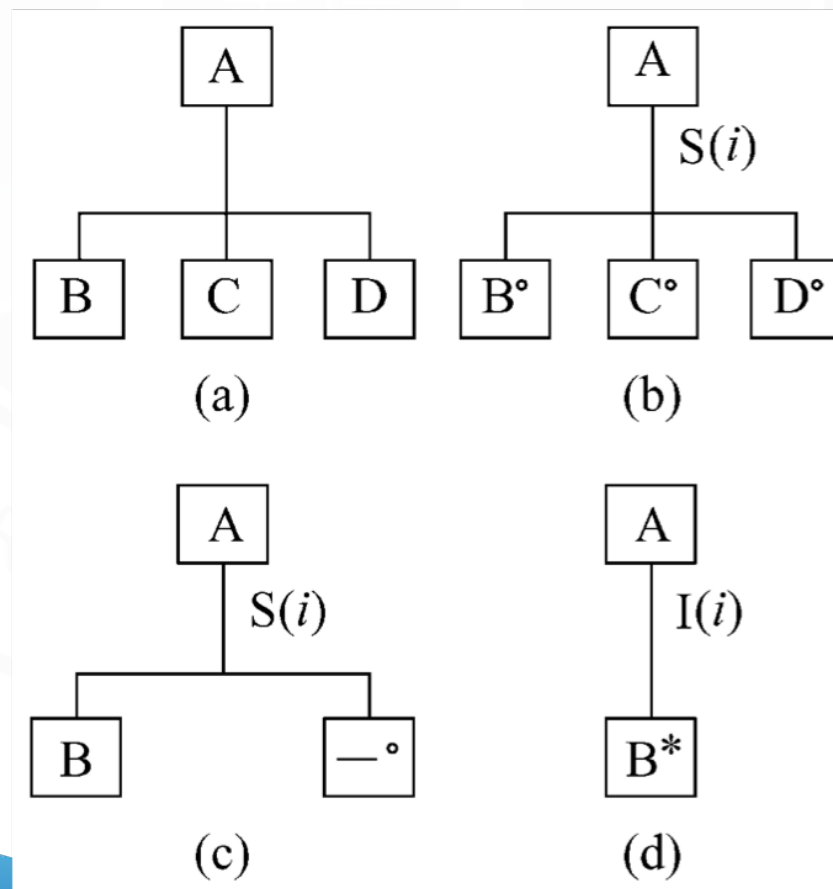 A A
S(i)
B C D B° C° D°
(a) (b)
A A
S(i) I(i)
B —° B*
(c) (d)